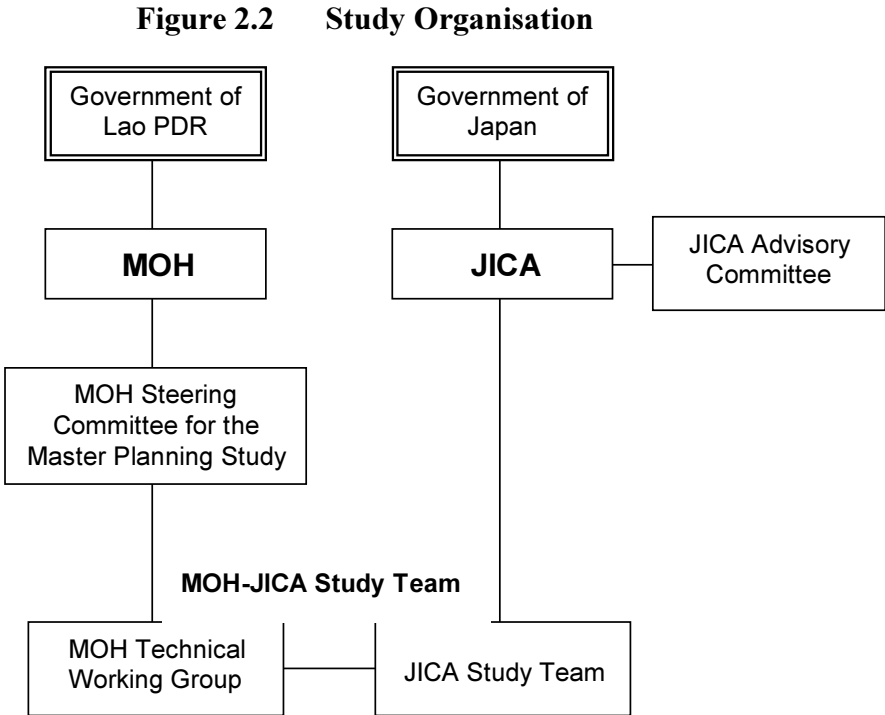 Figure 2.2 Study Organisation
Government of
Lao PDR
Government of
Japan
MOH
JICA
JICA Advisory
Committee
MOH Steering
Committee for the
Master Planning Study
MOH-JICA Study Team
MOH Technical
Working Group
JICA Study Team